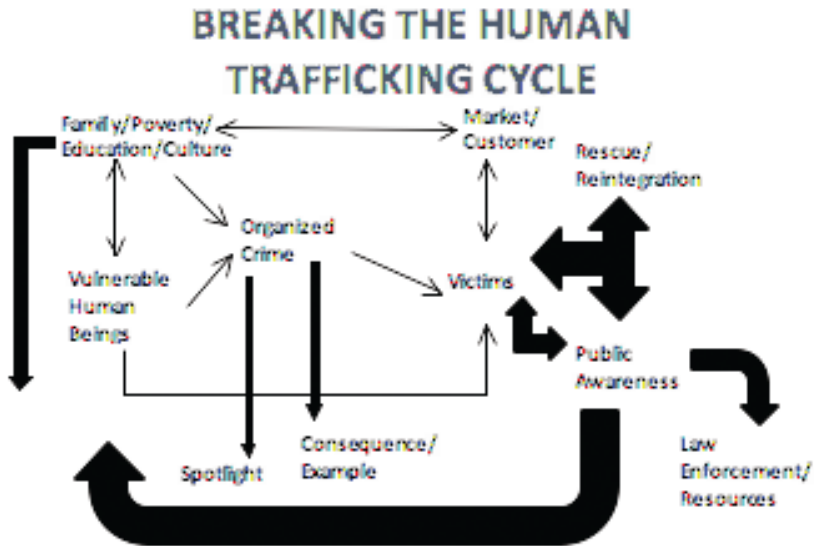 BREAKING THE HUMAN
TRAFFICKING CYCLE
Family/Poverty/
Education/Culture
Market/
Customer
Rescue/
Reintegration
Organized
Crime
Vulnerable
Human
Beings
Victims
Public
Awareness
Consequence/
Example
Spotlight
Law
Enforcement/
Resources